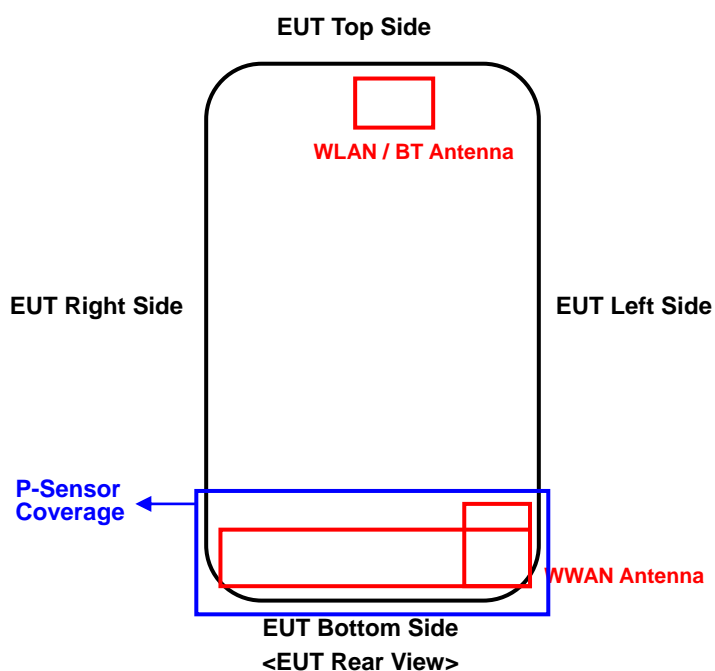 EUT Top Side
WLAN / BT Antenna
EUT Right Side
EUT Left Side
P-Sensor
Coverage
WWAN Antenna
EUT Bottom Side
<EUT Rear View>